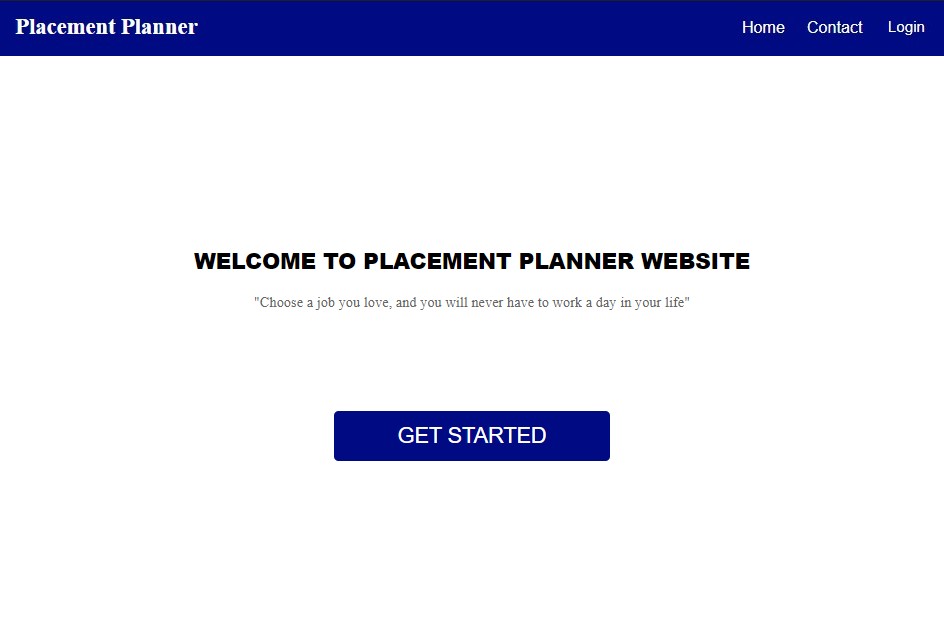 Placement Planner
Home Contact Login
WELCOME TO PLACEMENT PLANNER WEBSITE
"Choose a job you love, and you will never have to work a day in your life"
GET STARTED